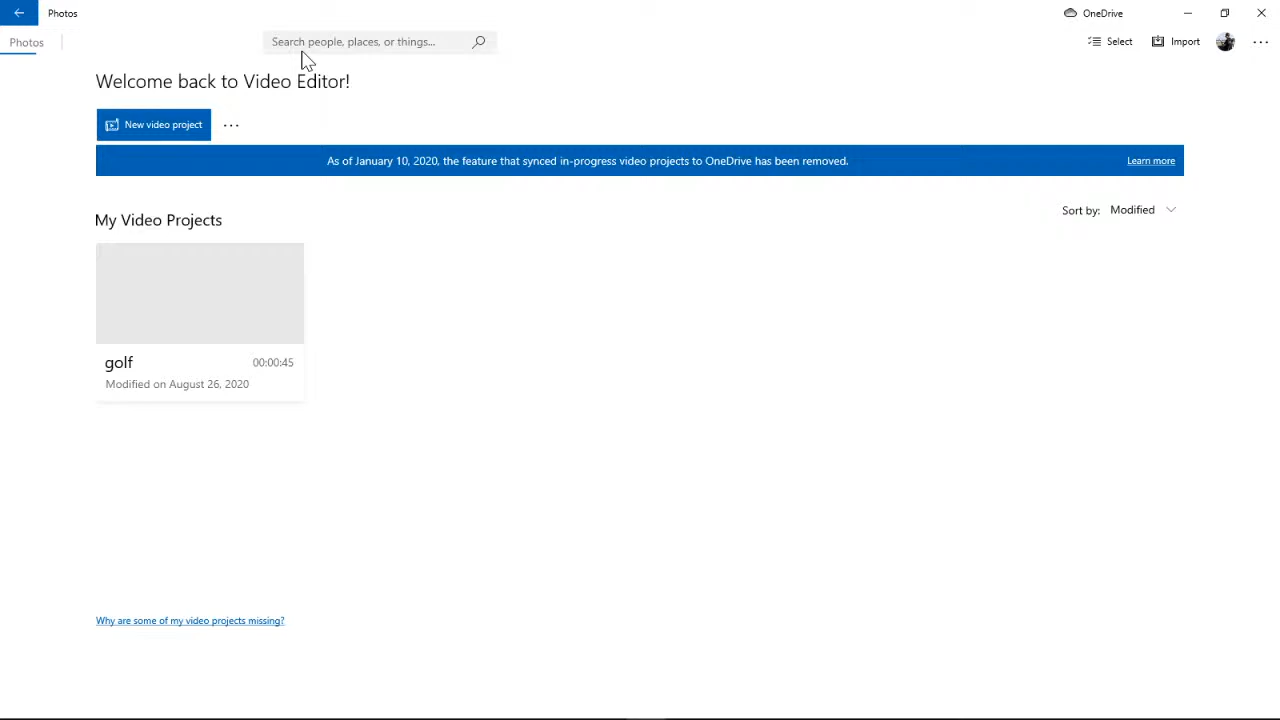 Photos
OneDrive
Photos
Search people, places, or things...
Select
Import
Welcome back to Video Editor!
New video project
As of January 10, 2020, the feature that synced in-progress video projects to OneDrive has been removed.
Learn more
My Video Projects
Sort by: Modified
golf
00:00:45
Modified on August 26, 2020
Why are some of my video projects missing?